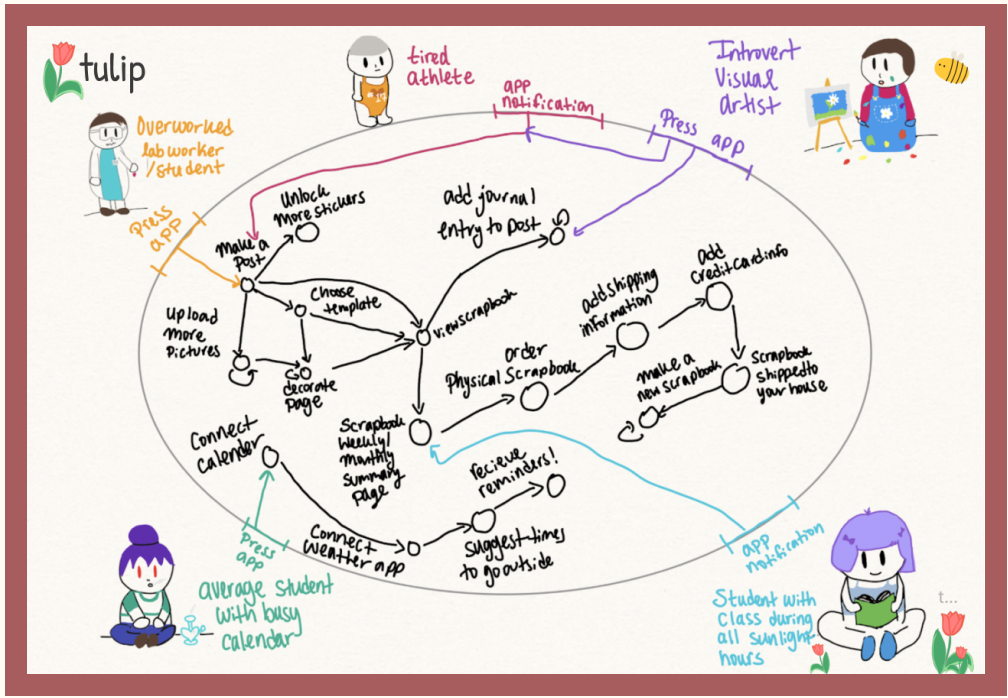 tulip
tired
athlete
Introvert
Visual
artist
app
notification
Press
app
Overworked
lab worker
/student
Press
app
Unlock
More stickers
Make a
Post
add journal
entry to post
Choose
template
view scrapbook
Upload
More
Pictures
decorate
Page
add shipping
information
add
credit card info
order
Physical Scrapbook
make a
new scrapbook
Scrapbook
shipped to
your house
Scrapbook
Weekly/
Monthly
Summary
page
Connect
Calendar
recieve
reminders!
Connect
weatter app
Suggest times
to go outside
Press
app
average student
with busy
calendar
app
notification
Student with
class during
all sunlight
hours
t...